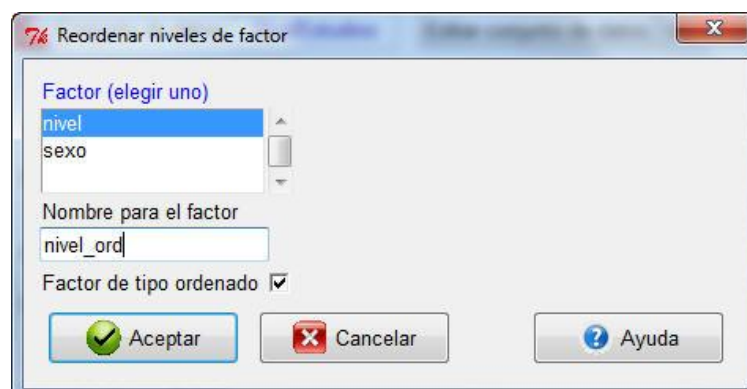 Reordenar niveles de factor
Factor (elegir uno)
nivel
sexo
Nombre para el factor
nivel_ord
Factor de tipo ordenado
Aceptar Cancelar Ayuda